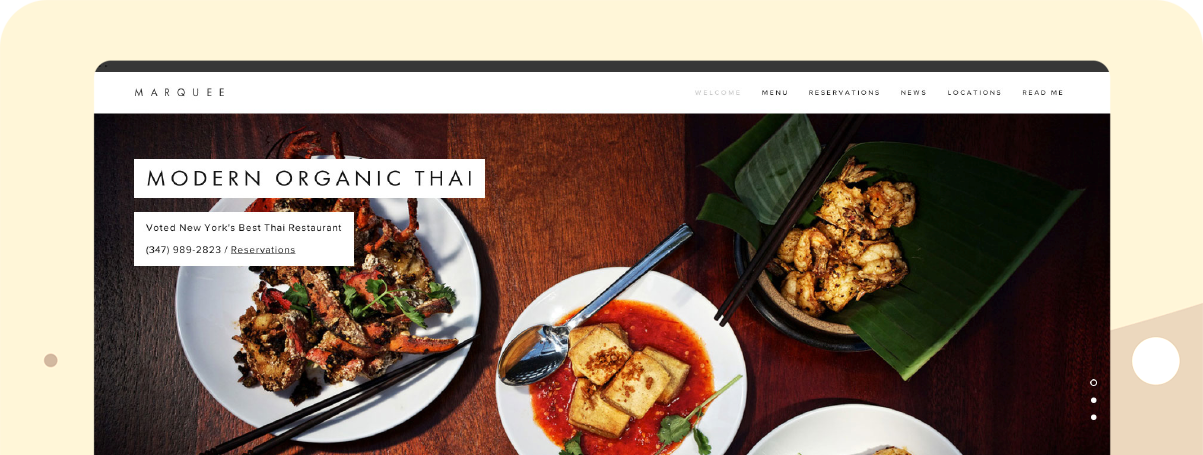 MARQUEE
WELCOME MENU RESERVATIONS NEWS LOCATIONS READ ME
MODERN ORGANIC THAI
Voted New York's Best Thai Restaurant
(347) 989-2823 / Reservations